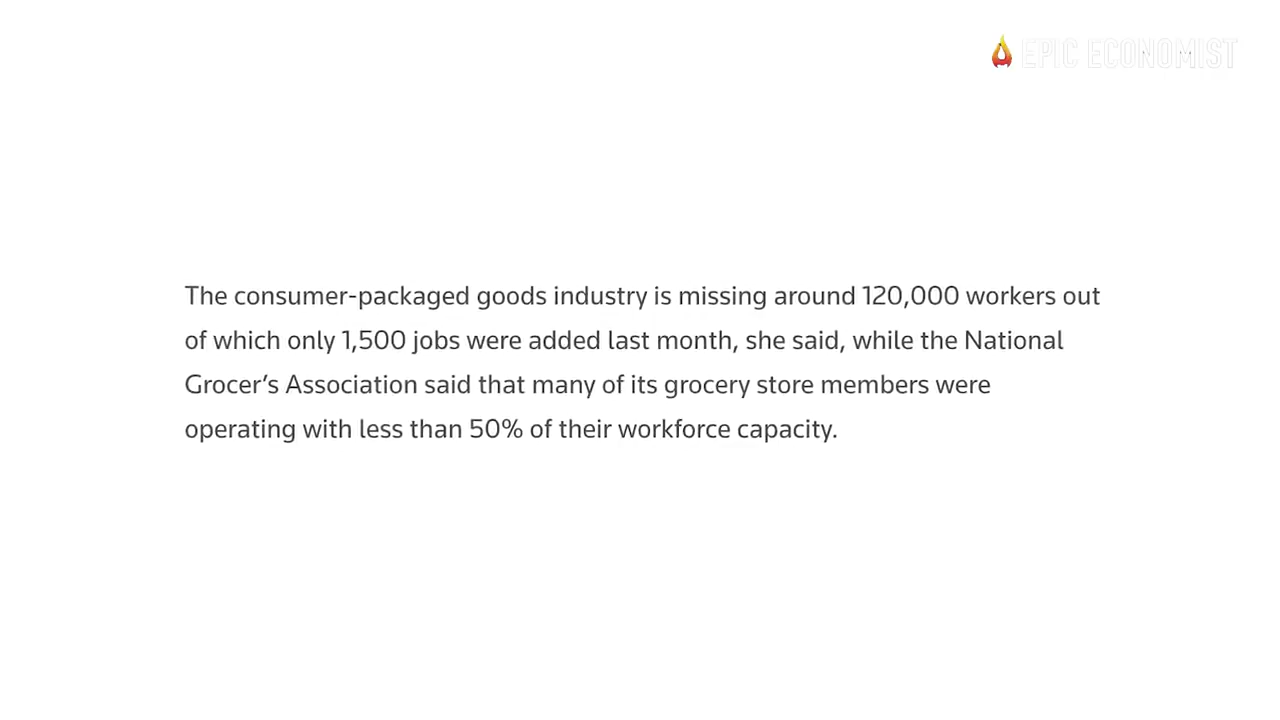 EPIC ECONOMIST
The consumer-packaged goods industry is missing around 120,000 workers out
of which only 1,500 jobs were added last month, she said, while the National
Grocer’s Association said that many of its grocery store members were
operating with less than 50% of their workforce capacity.